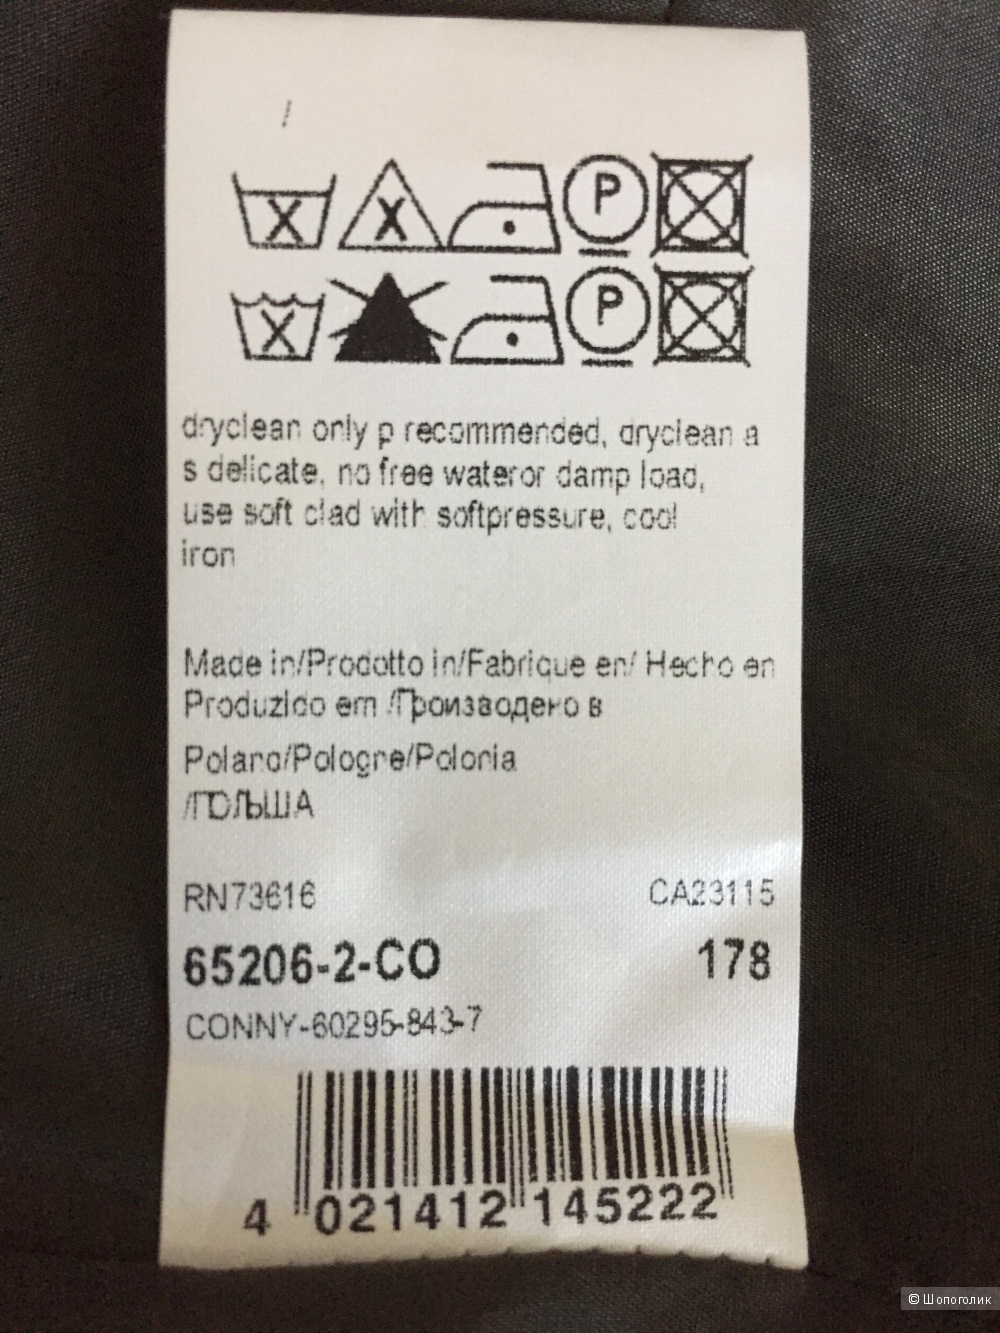 dryclean only p recommended, dryclean a
s delicate, no free wateror damp load,
use soft clad with softpressure, cool
iron
Made in/Prodotto in/Fabrique en/ Hecho en
Produzido em /Произведено в
Poland/Pologne/Polonia
/ПОЛЬША
RN73616 CA23115
65206-2-CO 178
CONNY-60295-843-7
4 021412 145222
© Шопоголик